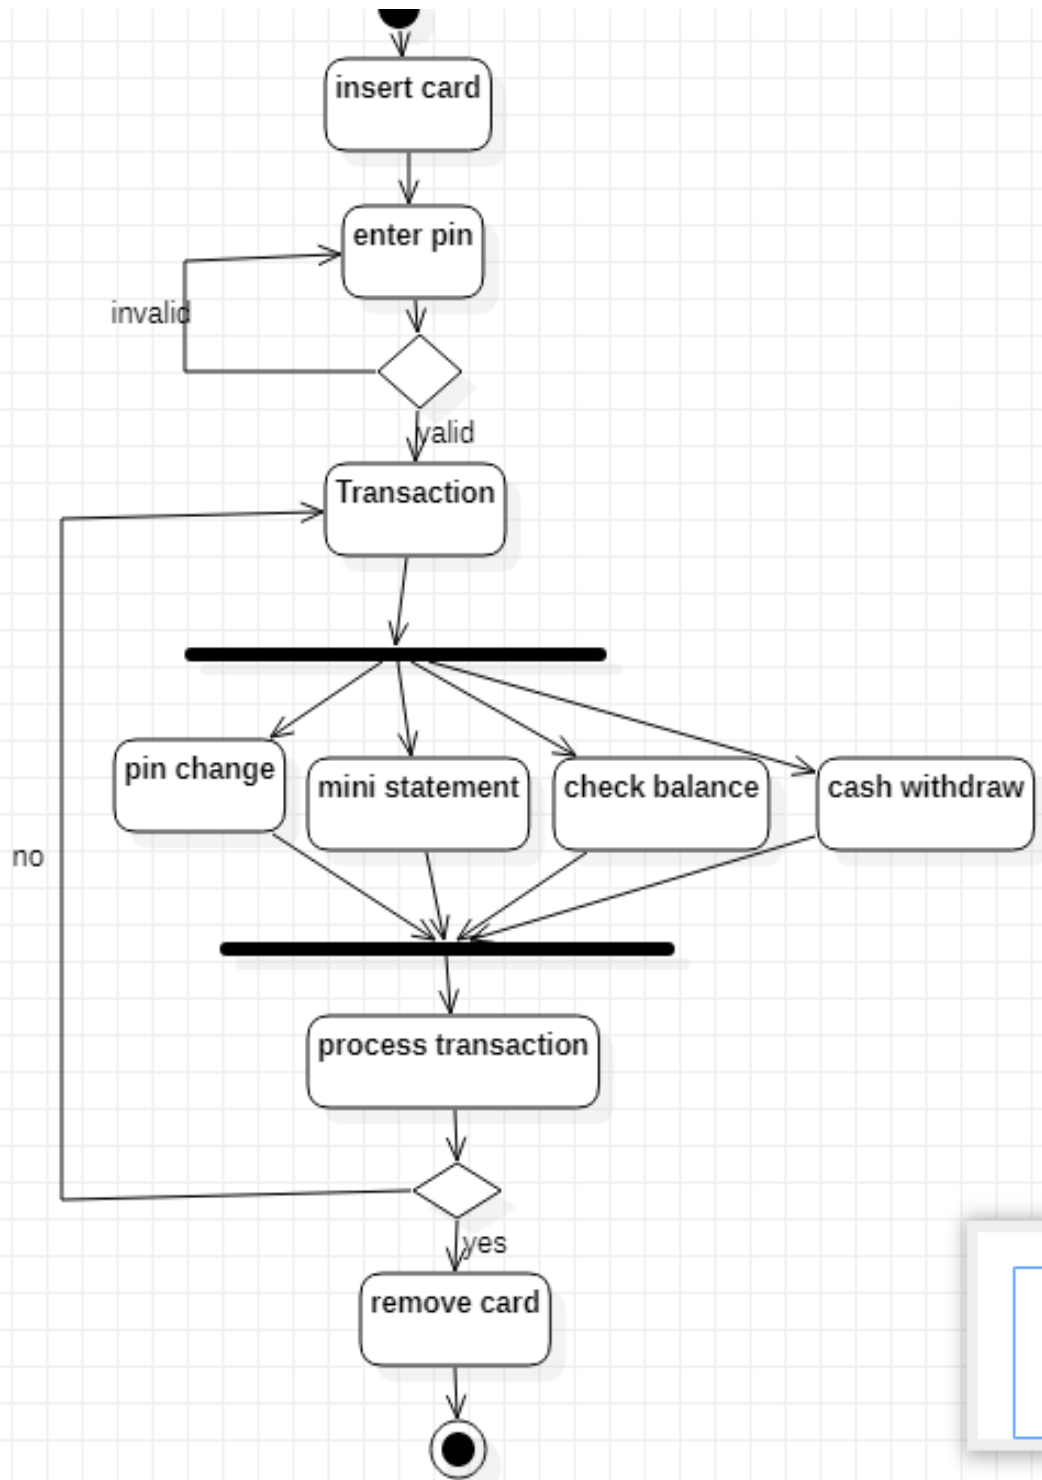 insert card
enter pin
invalid
valid
Transaction
pin change
mini statement
check balance
cash withdraw
no
process transaction
yes
remove card